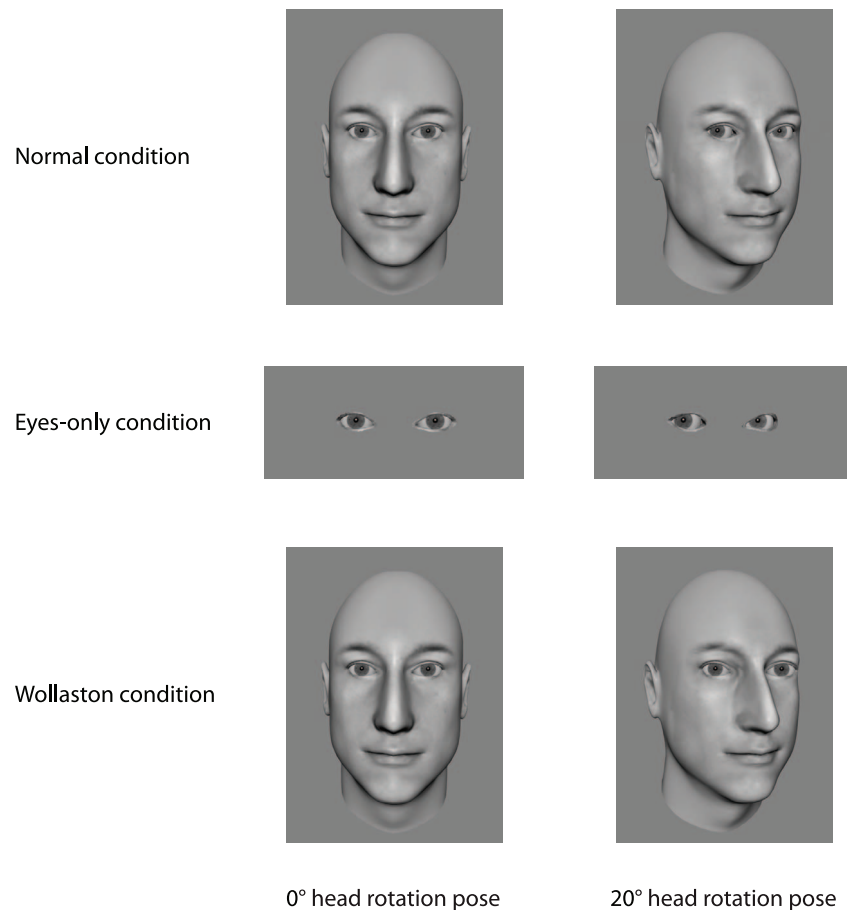 Normal condition
Eyes-only condition
Wollaston condition
0° head rotation pose
20° head rotation pose